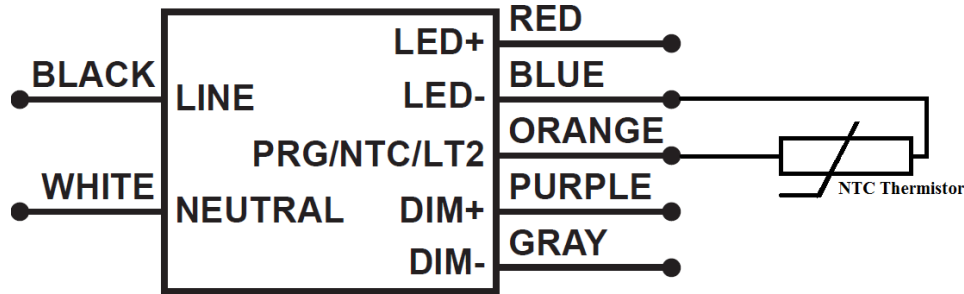 RED
LED+
BLACK
BLUE
LINE
LED-
ORANGE
PRG/NTC/LT2
WHITE
PURPLE
NTC Thermistor
NEUTRAL
DIM+
GRAY
DIM-